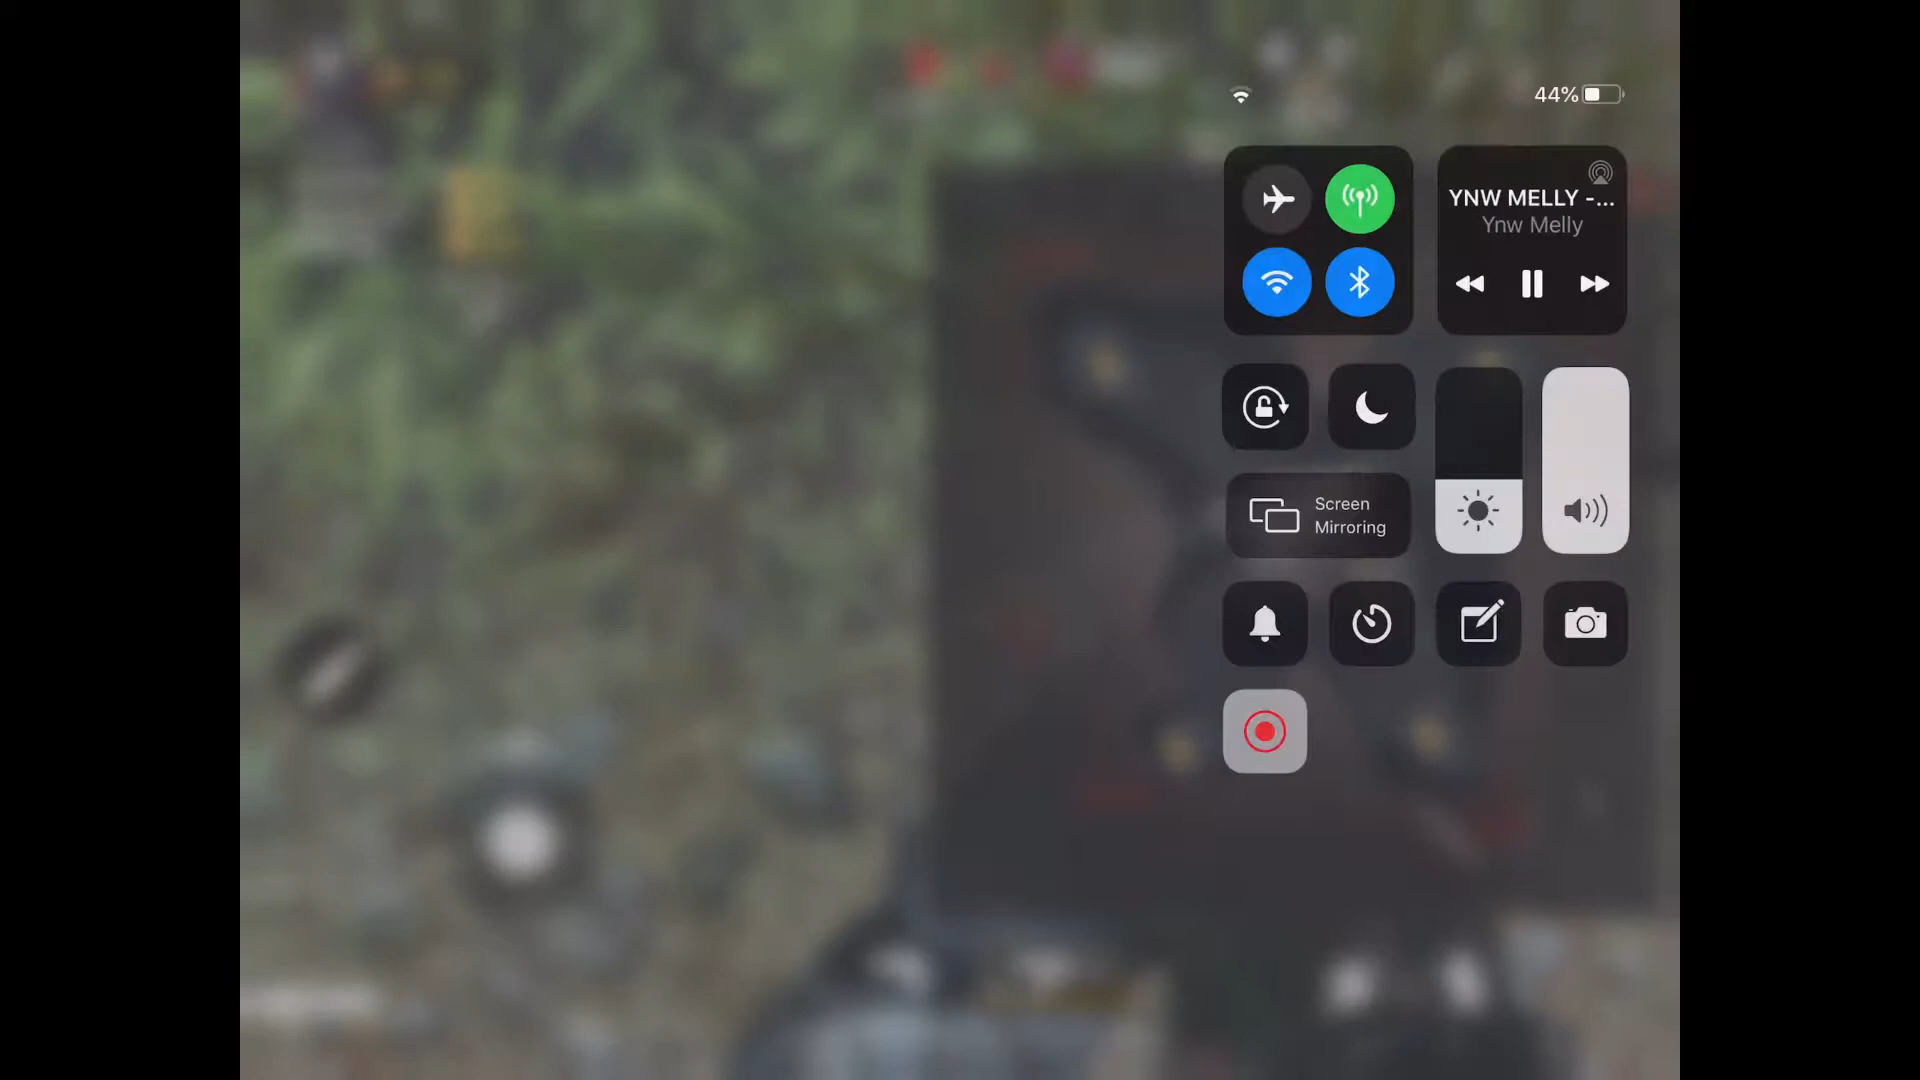 44%
YNW MELLY -...
Ynw Melly
Screen
Mirroring